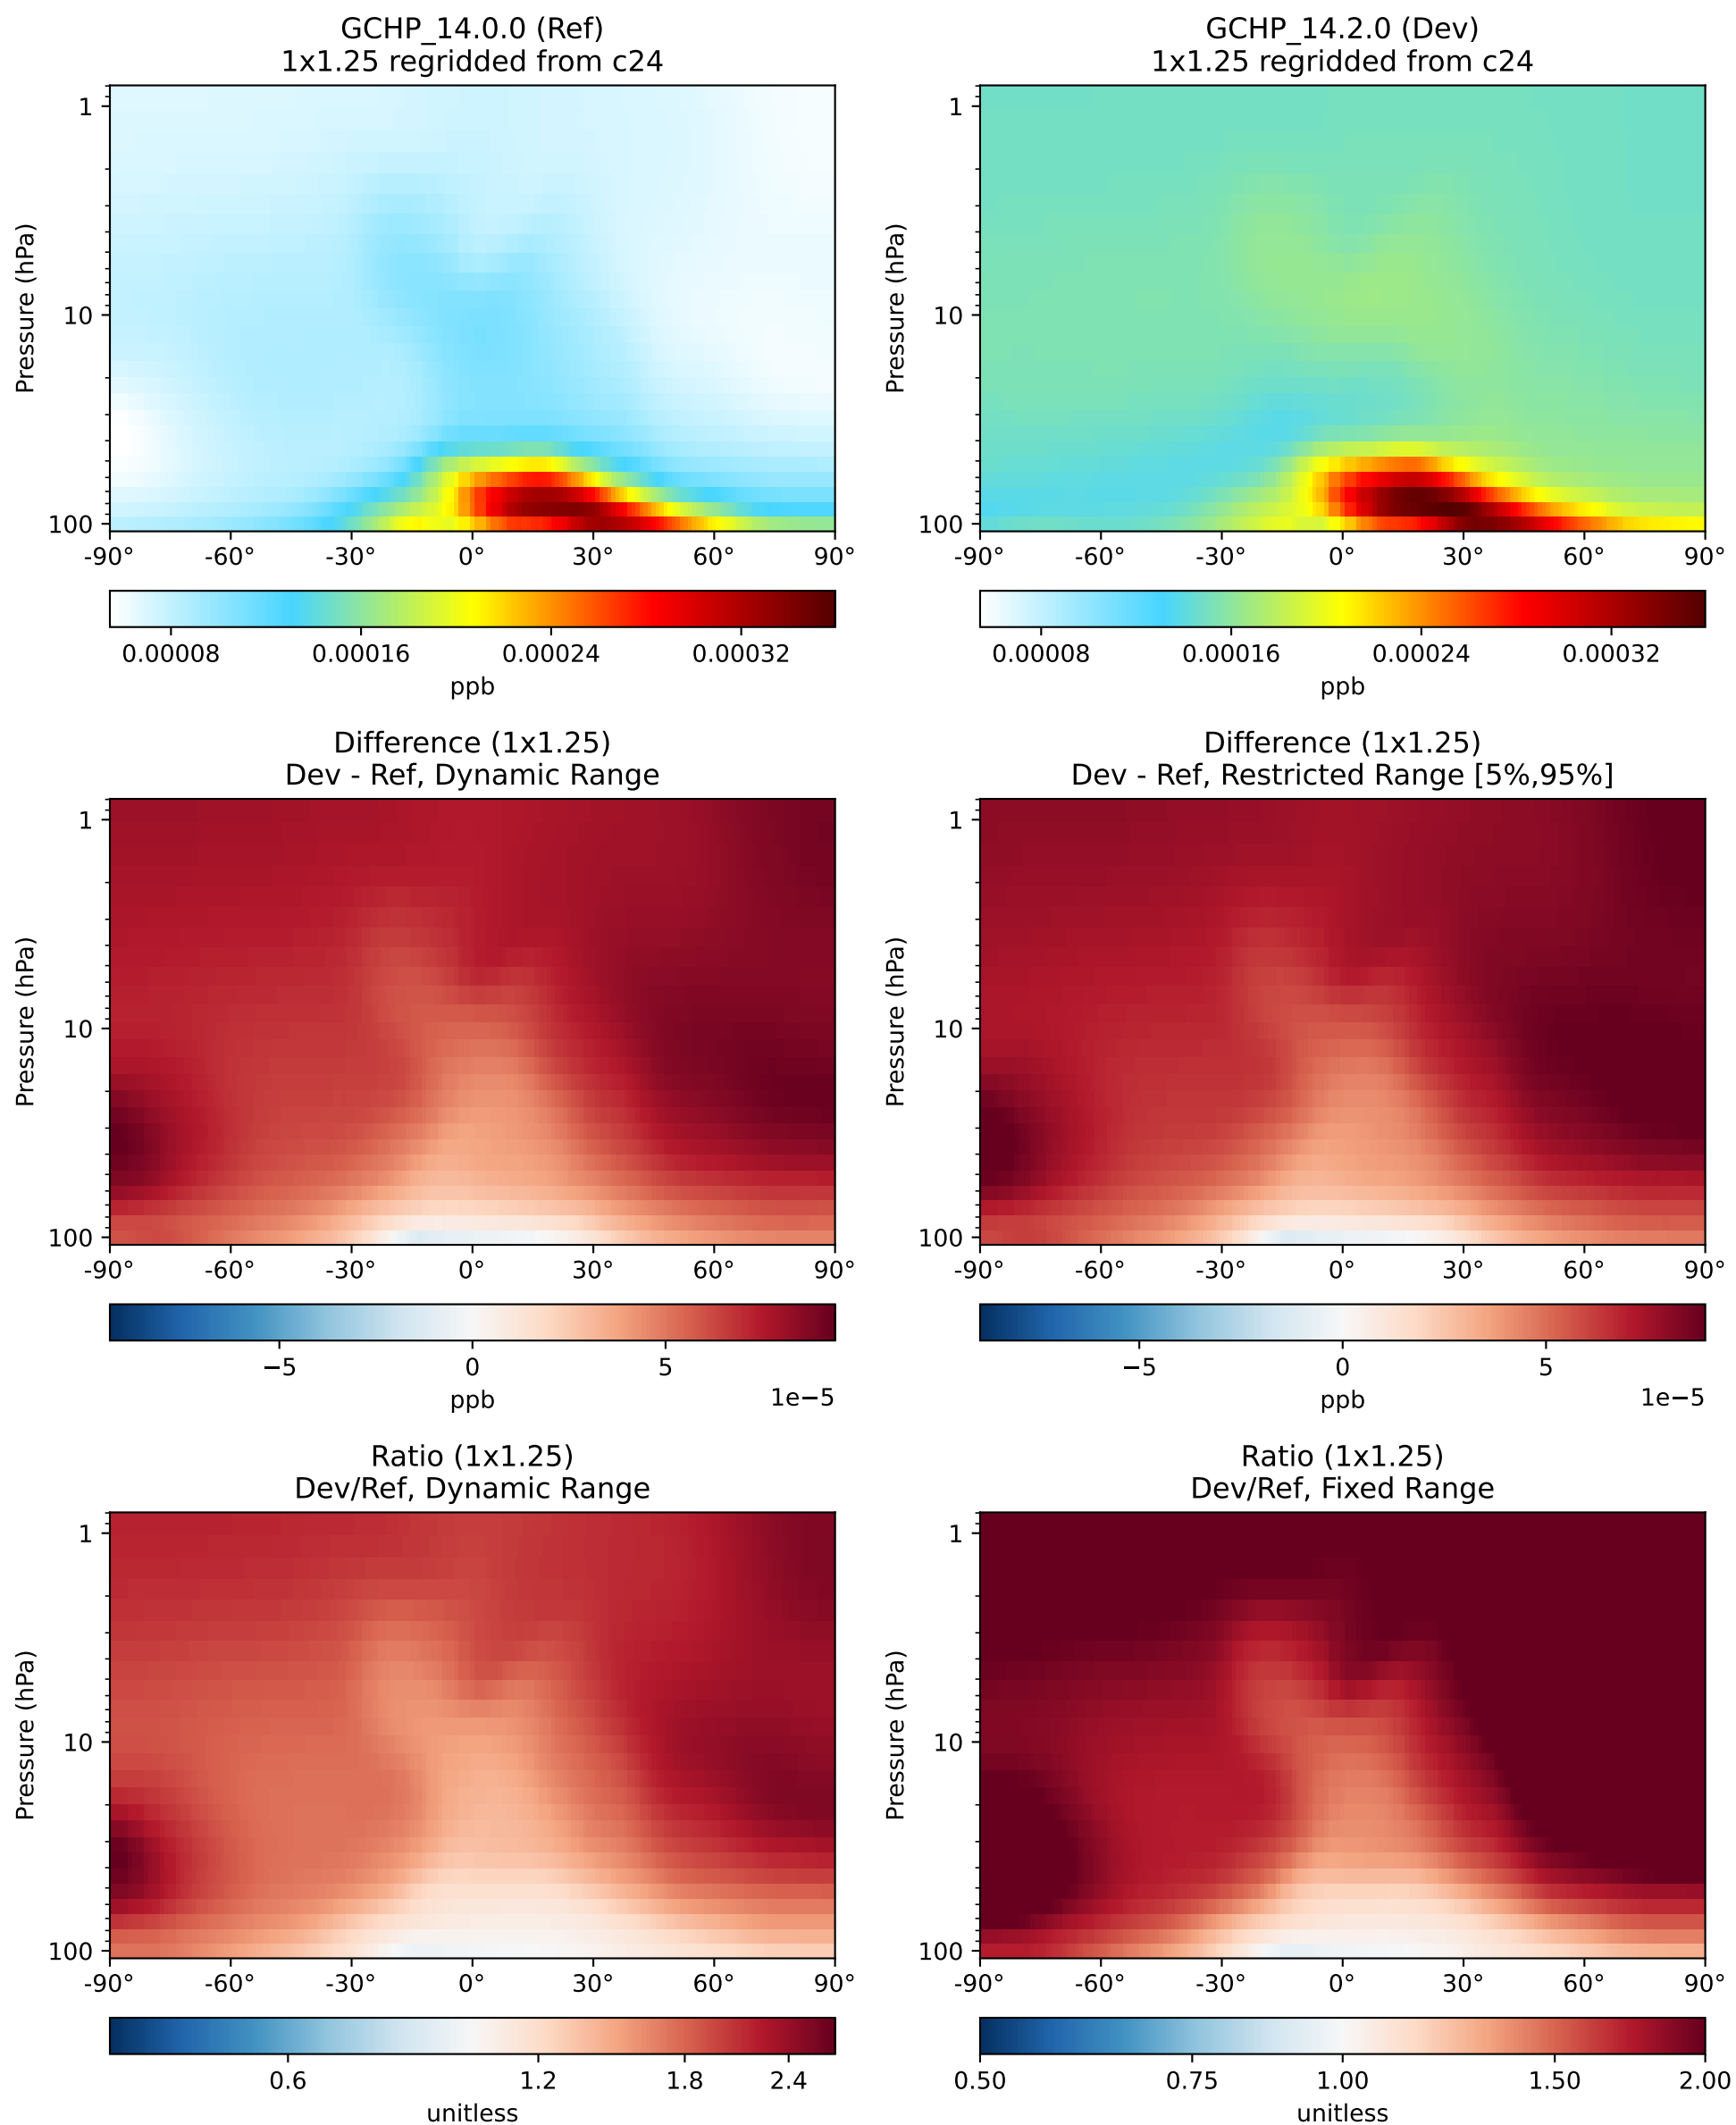 GCHP_14.0.0 (Ref)
1x1.25 regridded from c24
Pressure (hPa)
1
10
100
-90° -60° -30° 0° 30° 60° 90°
0.00008 0.00016 0.00024 0.00032
ppb
GCHP_14.2.0 (Dev)
1x1.25 regridded from c24
Pressure (hPa)
1
10
100
-90° -60° -30° 0° 30° 60° 90°
0.00008 0.00016 0.00024 0.00032
ppb
Difference (1x1.25)
Dev - Ref, Dynamic Range
Pressure (hPa)
1
10
100
-90° -60° -30° 0° 30° 60° 90°
−5 0 5
ppb
1e−5
Difference (1x1.25)
Dev - Ref, Restricted Range [5%,95%]
Pressure (hPa)
1
10
100
-90° -60° -30° 0° 30° 60° 90°
−5 0 5
ppb
1e−5
Ratio (1x1.25)
Dev/Ref, Dynamic Range
Pressure (hPa)
1
10
100
-90° -60° -30° 0° 30° 60° 90°
0.6 1.2 1.8 2.4
unitless
Ratio (1x1.25)
Dev/Ref, Fixed Range
Pressure (hPa)
1
10
100
-90° -60° -30° 0° 30° 60° 90°
0.50 0.75 1.00 1.50 2.00
unitless